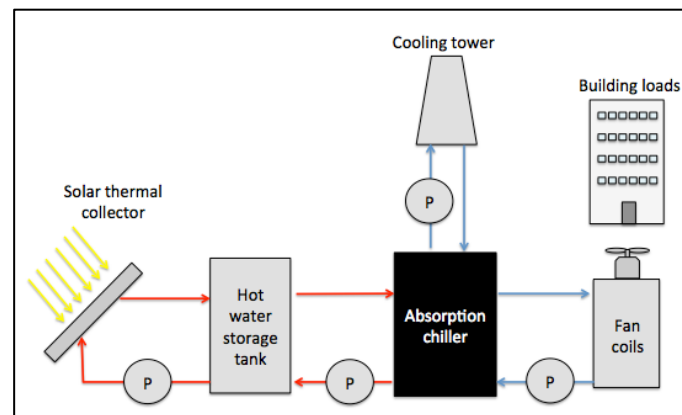 Cooling tower
Building loads
Solar thermal
collector
P
Hot
water
storage
tank
Absorption
chiller
Fan
coils
P
P
P